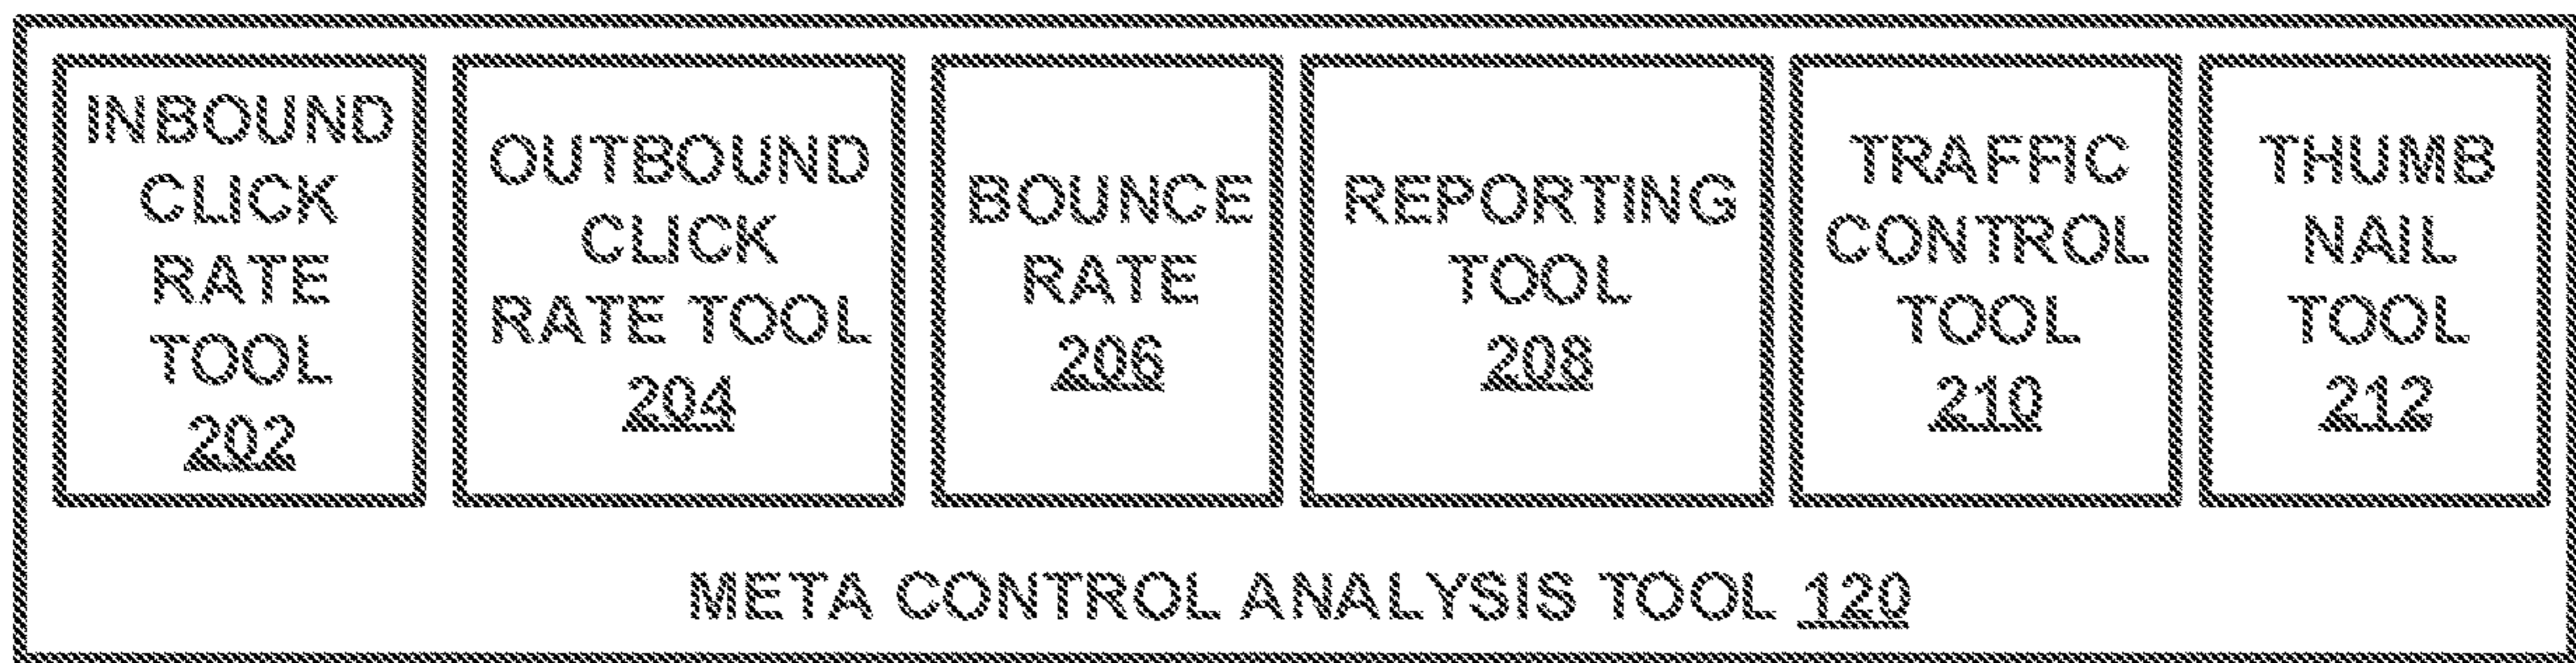 INBOUND
CLICK
RATE
TOOL
202
OUTBOUND
CLICK
RATE TOOL
204
BOUNCE
RATE
206
REPORTING
TOOL
208
TRAFFIC
CONTROL
TOOL
210
THUMB
NAIL
TOOL
212
META CONTROL ANALYSIS TOOL 120